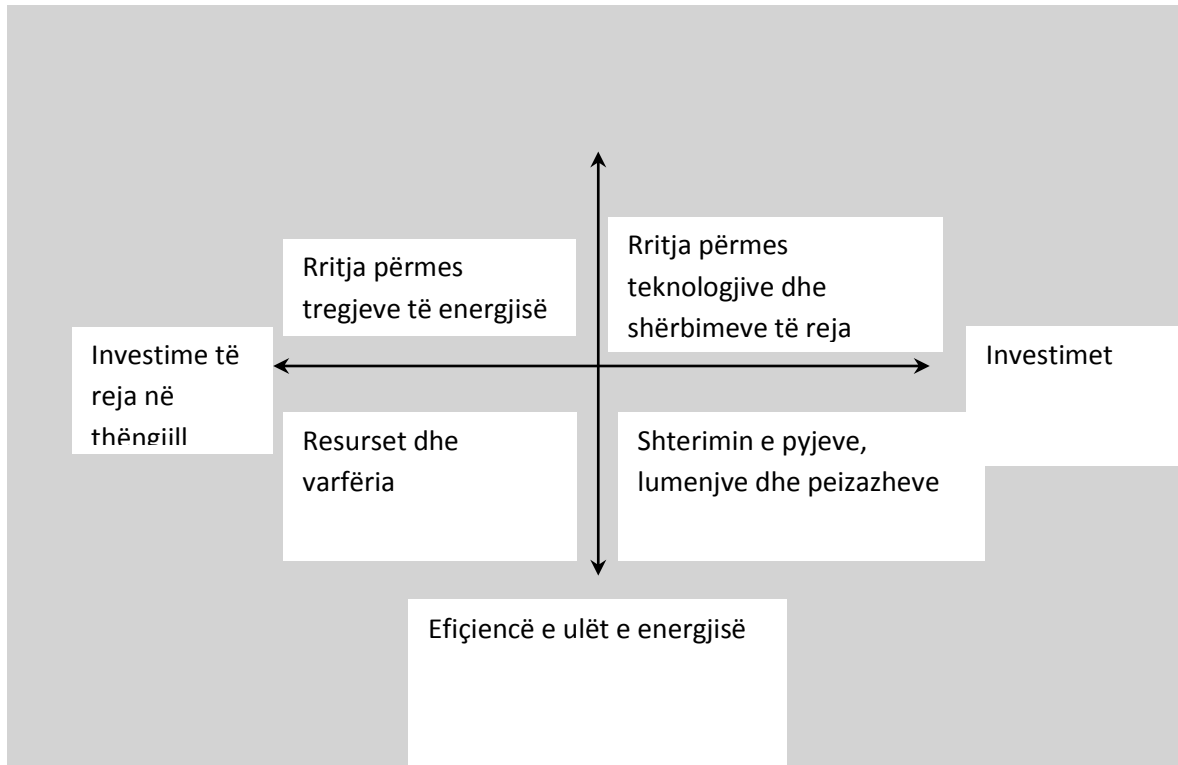 Rritja përmes
tregjeve të energjisë
Rritja përmes
teknologjive dhe
shërbimeve të reja
Investime të
reja në
thëngjill
Investimet
Resurset dhe
varfëria
Shterimin e pyjeve,
lumenjve dhe peizazheve
Efiçiencë e ulët e energjisë